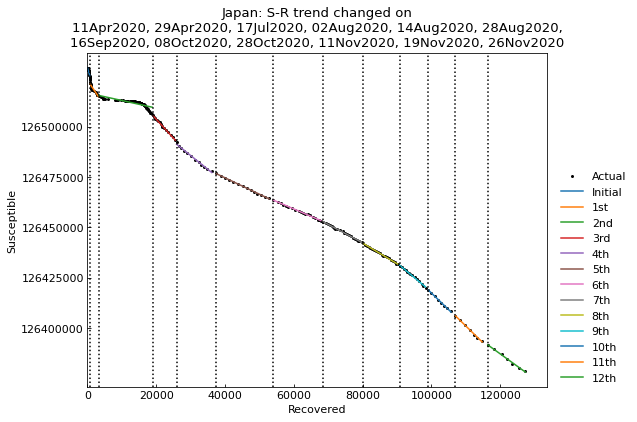 Japan: S-R trend changed on
11Apr2020, 29Apr2020, 17Jul2020, 02Aug2020, 14Aug2020, 28Aug2020,
16Sep2020, 08Oct2020, 28Oct2020, 11Nov2020, 19Nov2020, 26Nov2020
126500000
126475000
126450000
126425000
126400000
Susceptible
0 20000 40000 60000 80000 100000 120000
Recovered
Actual
Initial
1st
2nd
3rd
4th
5th
6th
7th
8th
9th
10th
11th
12th